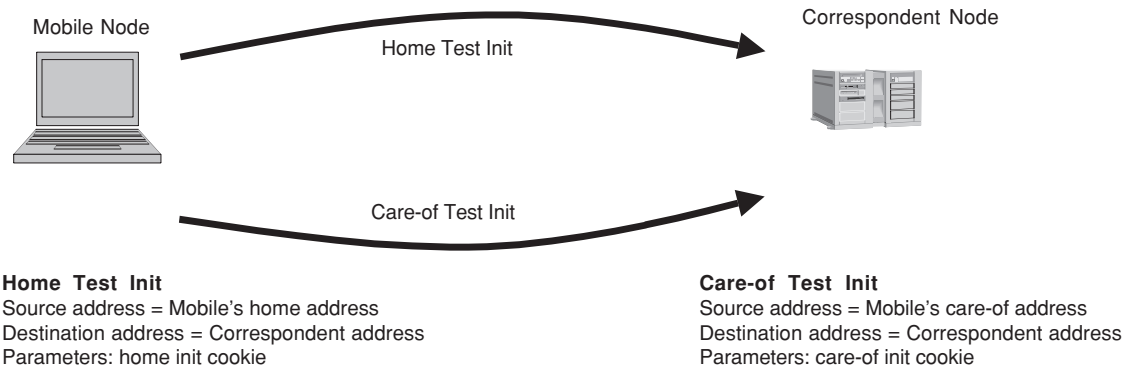 Mobile Node
Correspondent Node
Home Test Init
Care-of Test Init
Home Test Init
Source address = Mobile's home address
Destination address = Correspondent address
Parameters: home init cookie
Care-of Test Init
Source address = Mobile's care-of address
Destination address = Correspondent address
Parameters: care-of init cookie